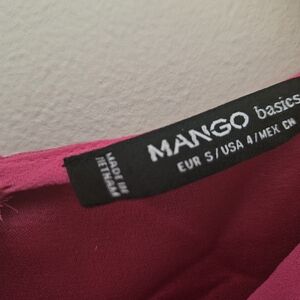 MANGO basics
EUR S/USA 4/MEX CH
MADE IN
VIETNAM